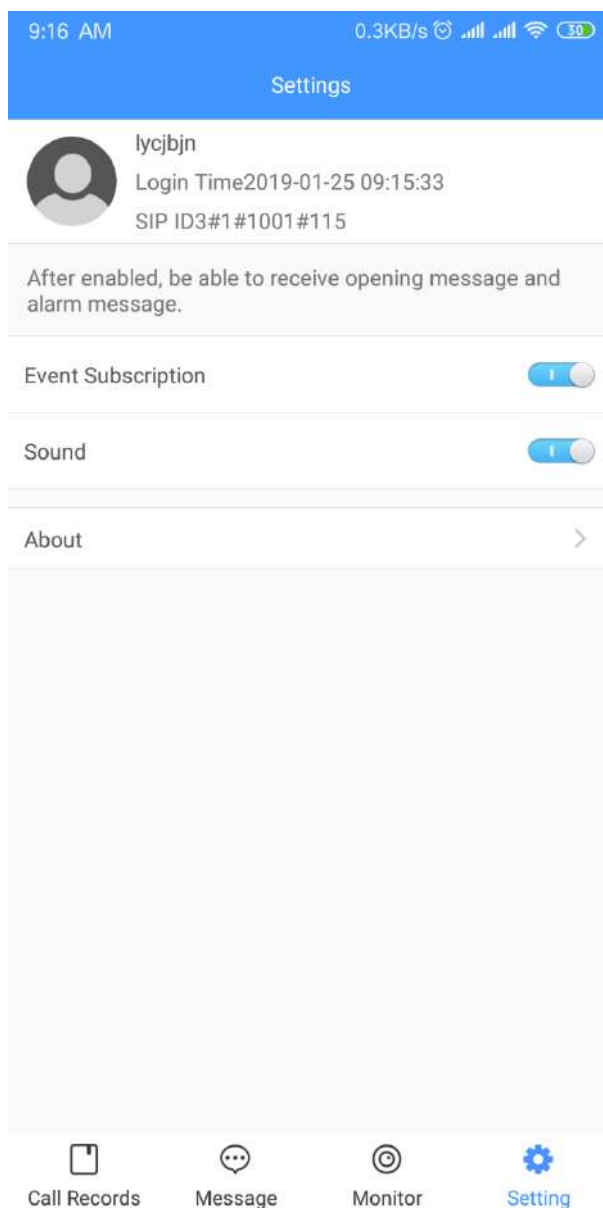 9:16 AM 0.3KB/s 30
Settings
lycjbjn
Login Time2019-01-25 09:15:33
SIP ID3#1#1001#115
After enabled, be able to receive opening message and
alarm message.
Event Subscription
Sound
About
Call Records Message Monitor Setting